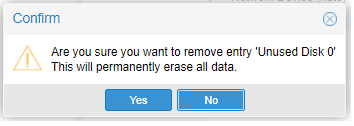 Confirm
Are you sure you want to remove entry 'Unused Disk 0'
This will permanently erase all data.
Yes
No